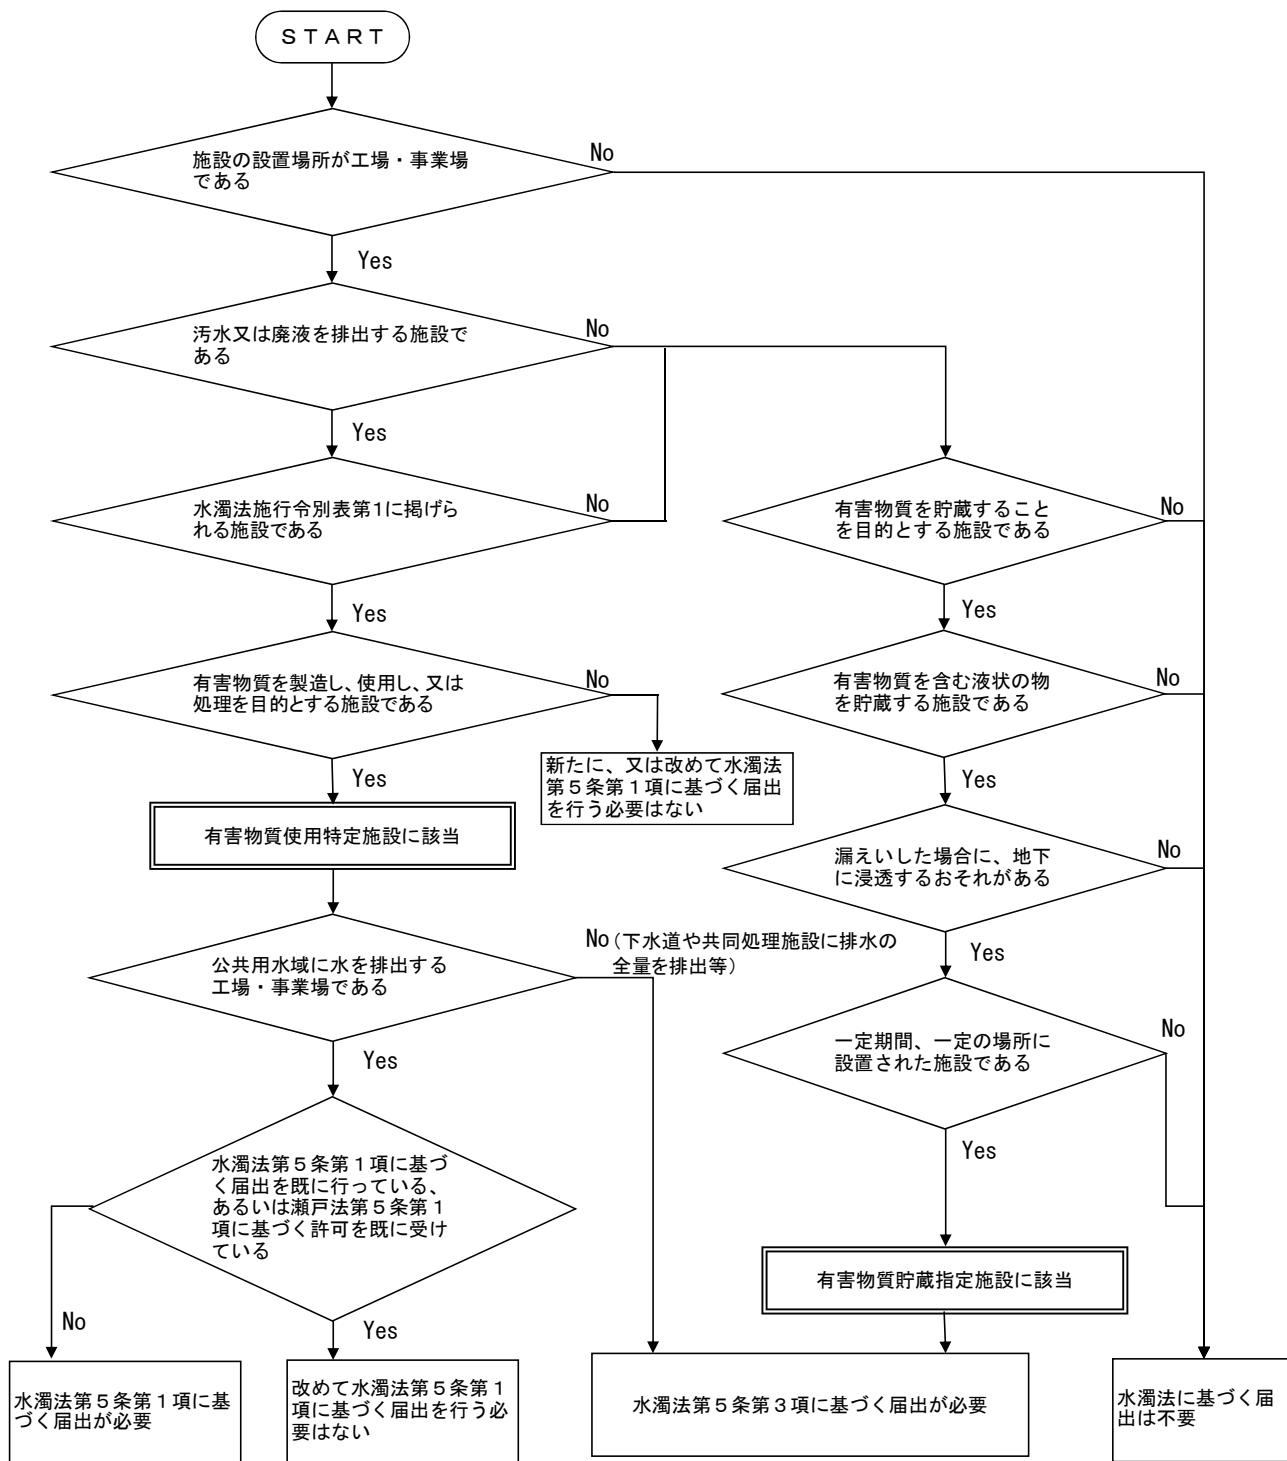 ＳＴＡＲＴ
施設の設置場所が工場・事業場
である
No
Yes
汚水又は廃液を排出する施設で
ある
No
Yes
水濁法施行令別表第1に掲げら
れる施設である
No
有害物質を貯蔵すること
を目的とする施設である
No
Yes
Yes
有害物質を製造し、使用し、又は
処理を目的とする施設である
No
有害物質を含む液状の物
を貯蔵する施設である
No
Yes
新たに、又は改めて水濁法
第５条第１項に基づく届出
を行う必要はない
Yes
有害物質使用特定施設に該当
漏えいした場合に、地下
に浸透するおそれがある
No
Yes
公共用水域に水を排出する
工場・事業場である
No（下水道や共同処理施設に排水の
全量を排出等）
Yes
一定期間、一定の場所に
設置された施設である
No
Yes
水濁法第５条第１項に基づ
く届出を既に行っている、
あるいは瀬戸法第５条第１
項に基づく許可を既に受け
ている
No
Yes
有害物質貯蔵指定施設に該当
水濁法第５条第１項に基
づく届出が必要
改めて水濁法第５条第１
項に基づく届出を行う必
要はない
水濁法第５条第３項に基づく届出が必要
水濁法に基づく届
出は不要